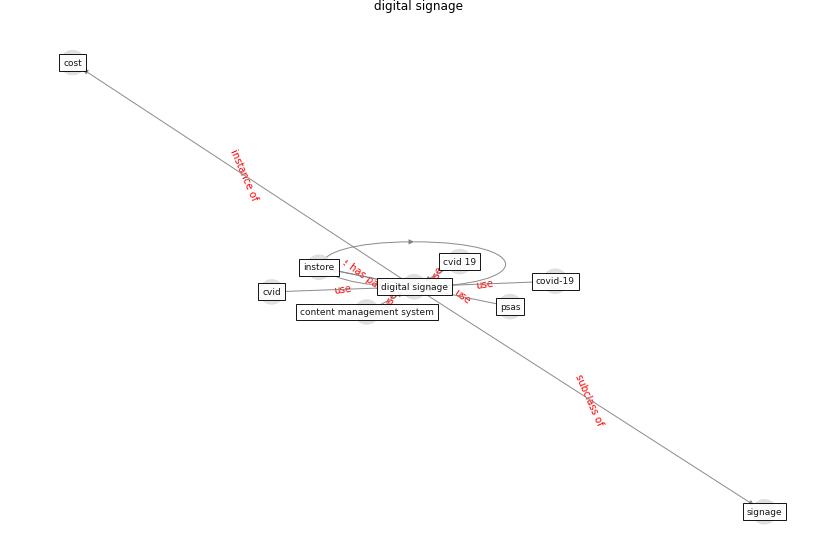 digital signage
cost
instance of
cvid 19
instore
has pa
covid-19
use
digital signage
cvid
use
use
psas
content management system
subclass of
signage